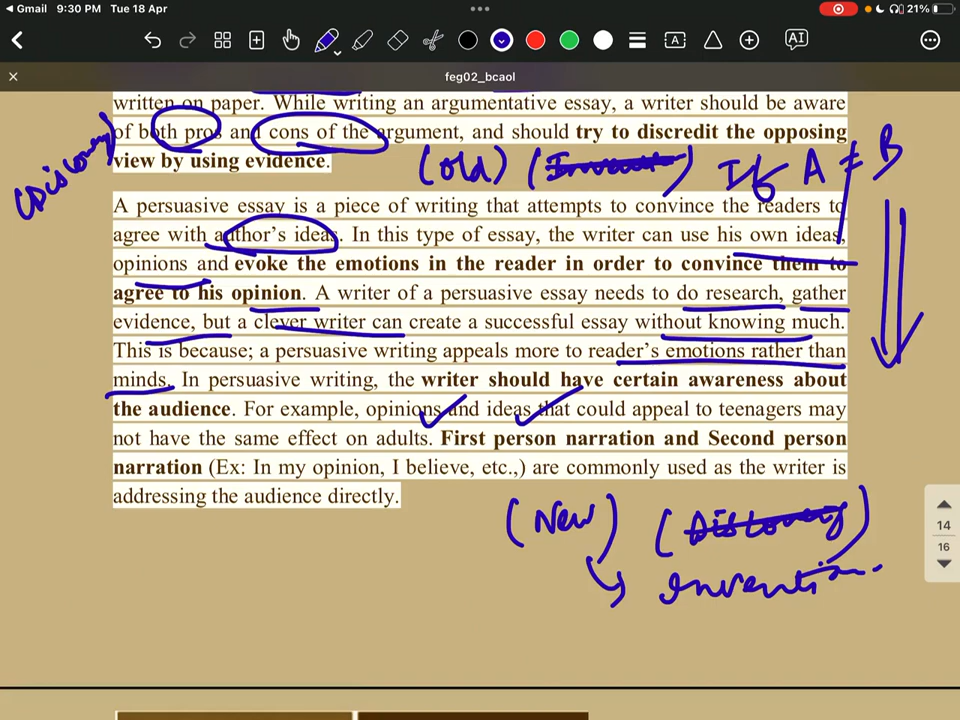 Gmail 9:30 PM Tue 18 Apr 21%
AI
feg02_bcaol
written on paper. While writing an argumentative essay, a writer should be aware
of both pros and cons of the argument, and should try to discredit the opposing
view by using evidence.
(Discovery)
(old) (Invention) If A ≠ B
A persuasive essay is a piece of writing that attempts to convince the readers to
agree with author's ideas. In this type of essay, the writer can use his own ideas,
opinions and evoke the emotions in the reader in order to convince them to
agree to his opinion. A writer of a persuasive essay needs to do research, gather
evidence, but a clever writer can create a successful essay without knowing much.
This is because; a persuasive writing appeals more to reader's emotions rather than
minds. In persuasive writing, the writer should have certain awareness about
the audience. For example, opinions and ideas that could appeal to teenagers may
not have the same effect on adults. First person narration and Second person
narration (Ex: In my opinion, I believe, etc.,) are commonly used as the writer is
addressing the audience directly.
(New) (Discovery)
Invention.
14
16